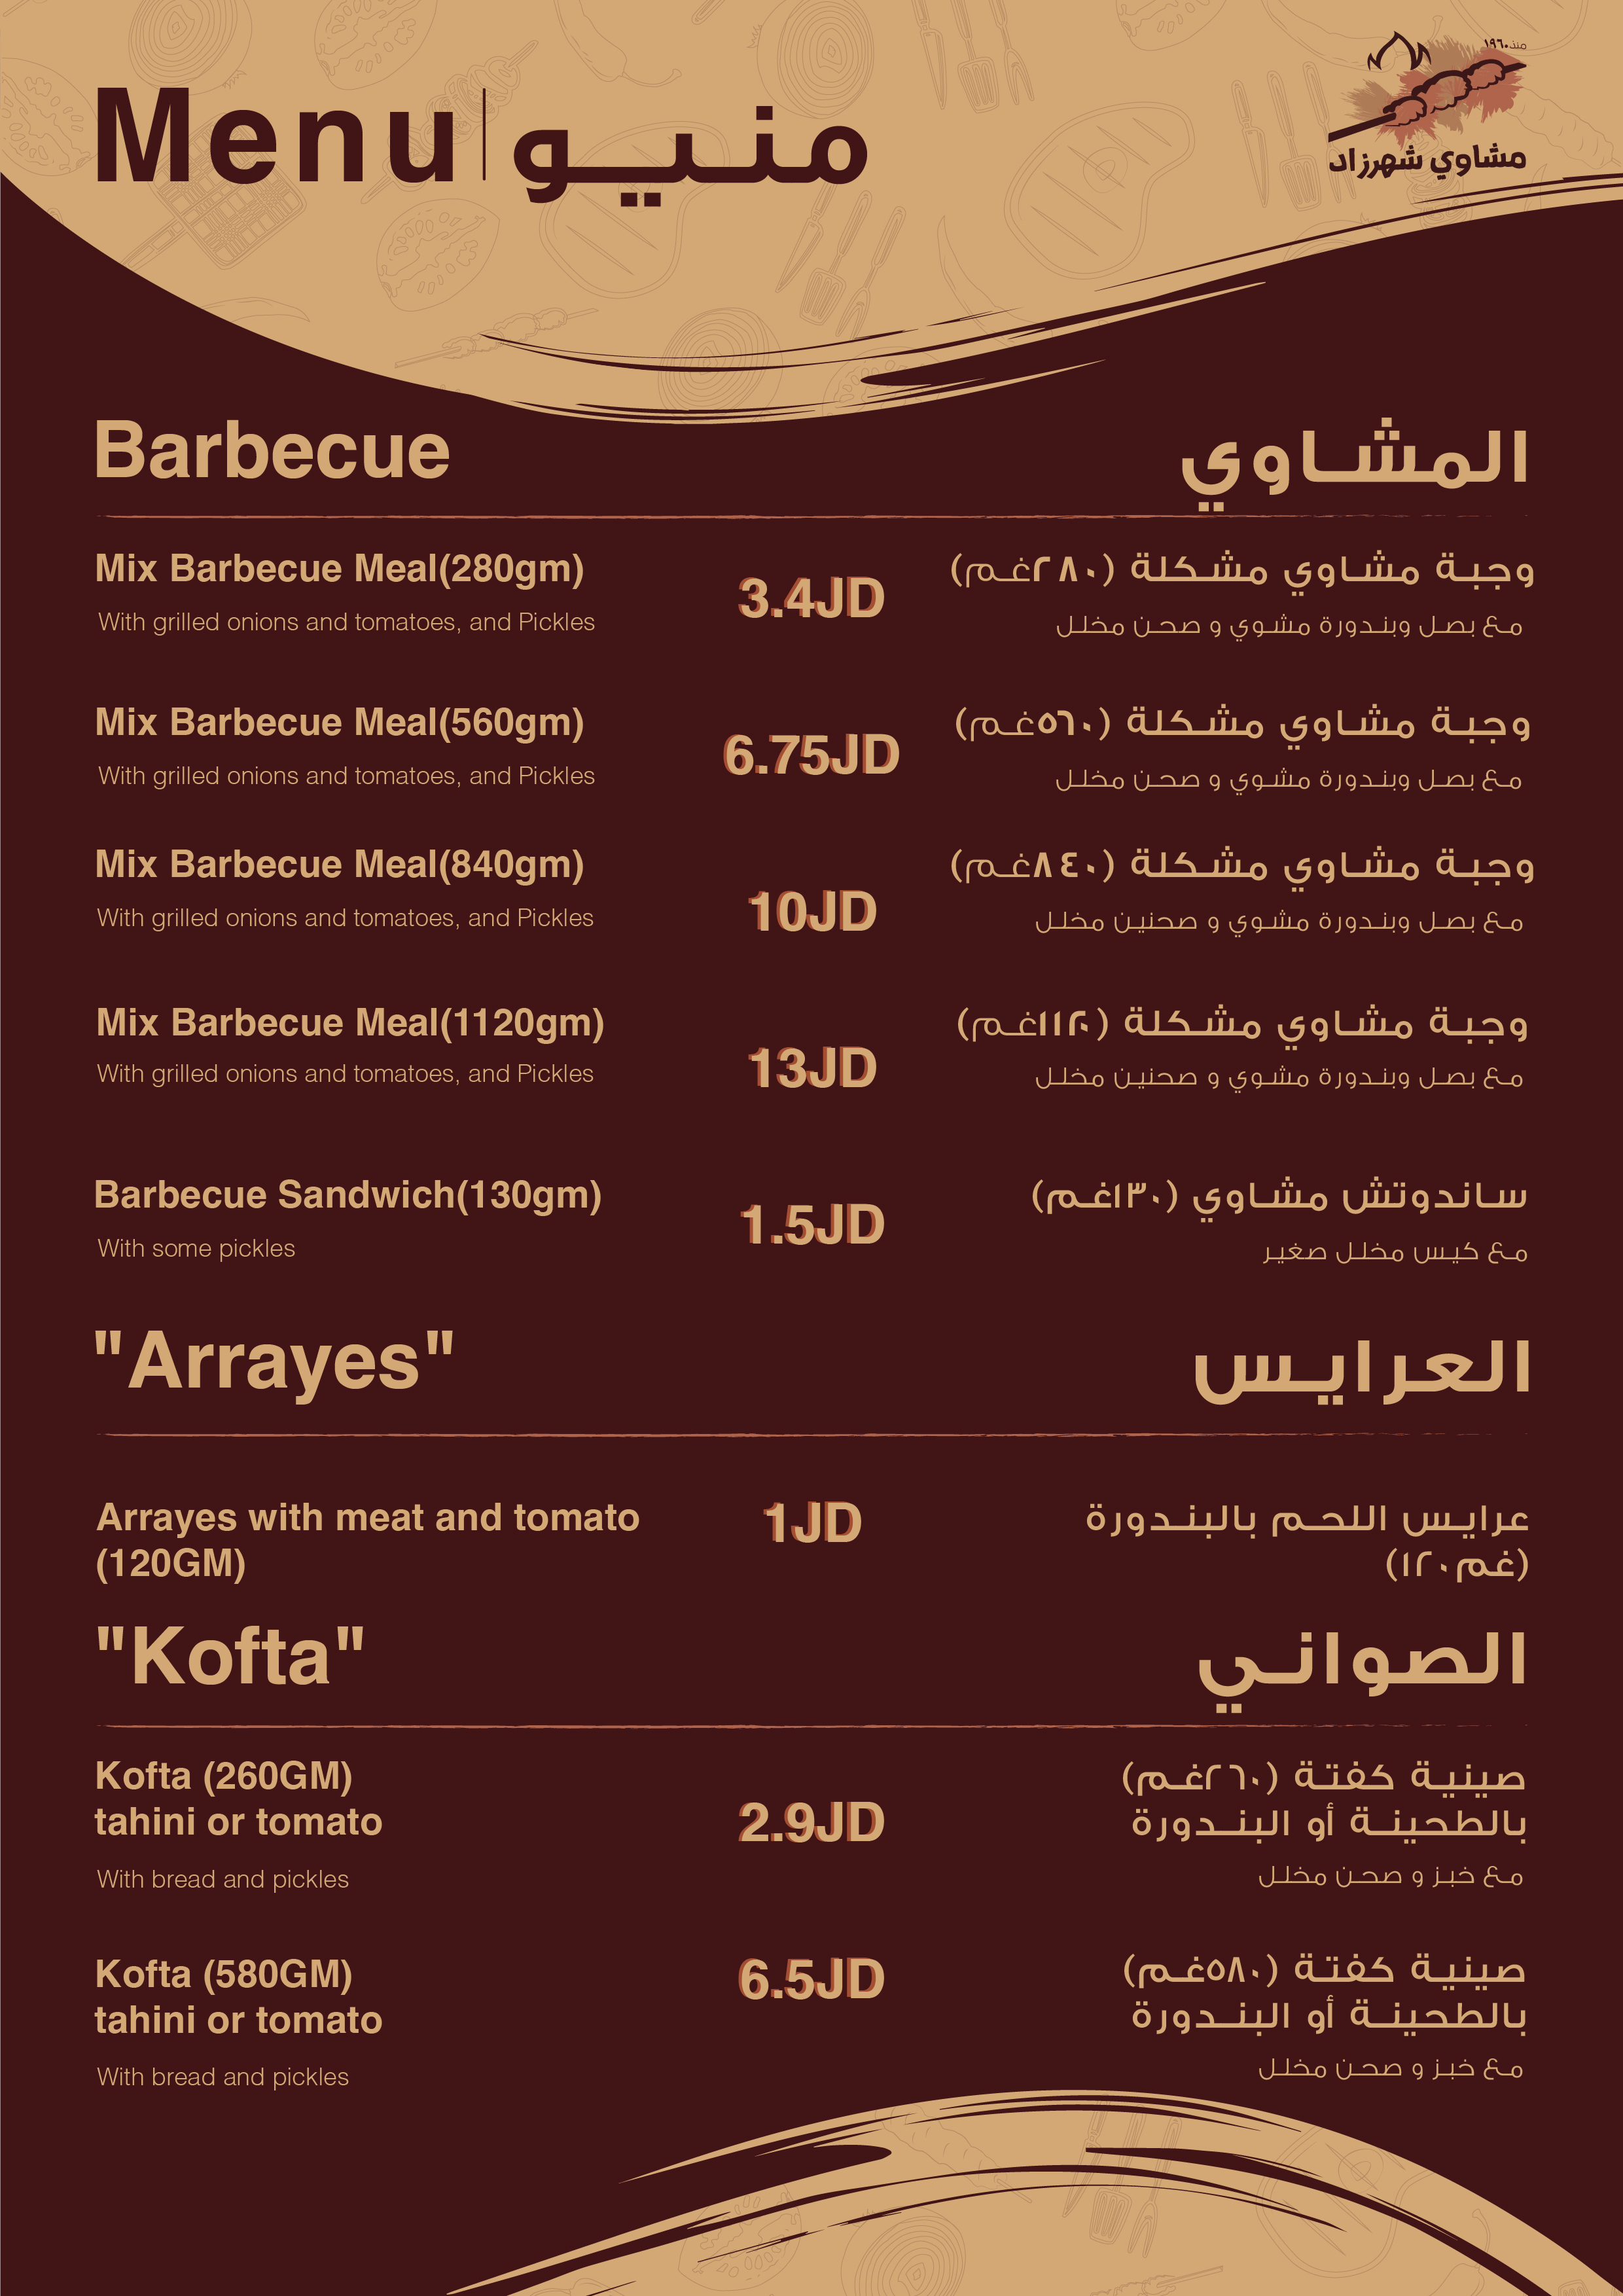 Menu | منيو
منذ ١٩٦٠
مشاوي شهرزاد
Barbecue
المشاوي
Mix Barbecue Meal(280gm)
With grilled onions and tomatoes, and Pickles
3.4JD
وجبة مشاوي مشكلة (٢٨٠غم)
مع بصل وبندورة مشوي و صحن مخلل
Mix Barbecue Meal(560gm)
With grilled onions and tomatoes, and Pickles
6.75JD
وجبة مشاوي مشكلة (٥٦٠غم)
مع بصل وبندورة مشوي و صحن مخلل
Mix Barbecue Meal(840gm)
With grilled onions and tomatoes, and Pickles
10JD
وجبة مشاوي مشكلة (٨٤٠غم)
مع بصل وبندورة مشوي و صحنين مخلل
Mix Barbecue Meal(1120gm)
With grilled onions and tomatoes, and Pickles
13JD
وجبة مشاوي مشكلة (١١٢٠غم)
مع بصل وبندورة مشوي و صحنين مخلل
Barbecue Sandwich(130gm)
With some pickles
1.5JD
ساندوتش مشاوي (١٣٠غم)
مع كيس مخلل صغير
"Arrayes"
العرايس
Arrayes with meat and tomato
(120GM)
1JD
عرايس اللحم بالبندورة
(غم١٢٠)
"Kofta"
الصواني
Kofta (260GM)
tahini or tomato
With bread and pickles
2.9JD
صينية كفتة (٢٦٠غم)
بالطحينة أو البندورة
مع خبز و صحن مخلل
Kofta (580GM)
tahini or tomato
With bread and pickles
6.5JD
صينية كفتة (٥٨٠غم)
بالطحينة أو البندورة
مع خبز و صحن مخلل